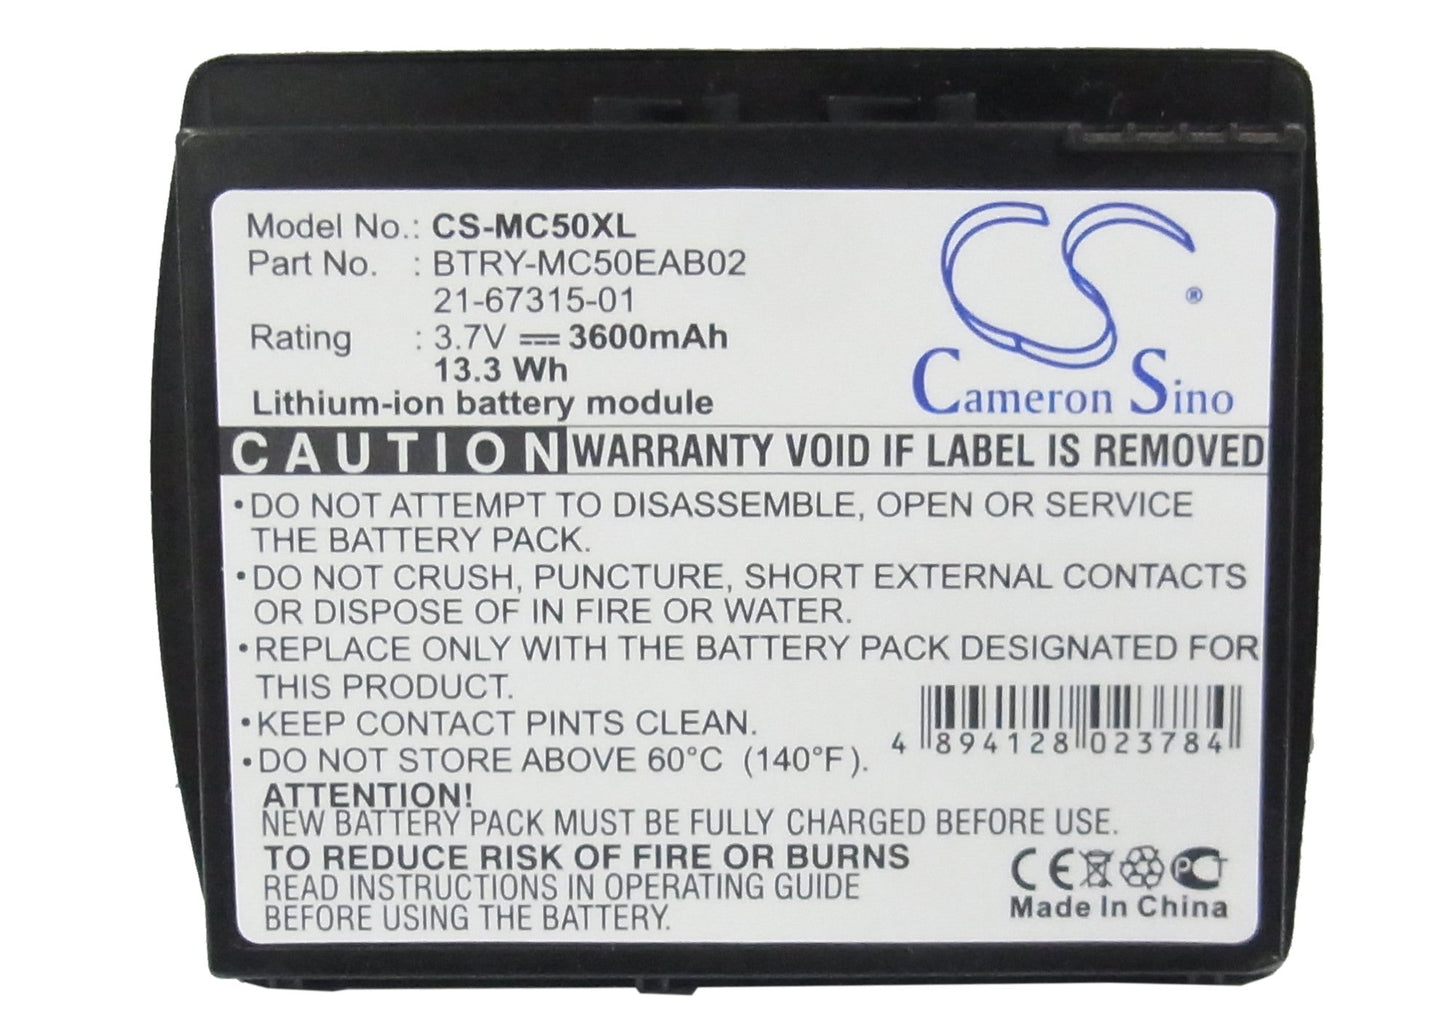 Model No.: CS-MC50XL
Part No. : BTRY-MC50EAB02
21-67315-01
Rating : 3.7V ⎓ 3600mAh
13.3 Wh
Lithium-ion battery module
CS
®
Cameron Sino
CAUTION WARRANTY VOID IF LABEL IS REMOVED
•DO NOT ATTEMPT TO DISASSEMBLE, OPEN OR SERVICE
THE BATTERY PACK.
•DO NOT CRUSH, PUNCTURE, SHORT EXTERNAL CONTACTS
OR DISPOSE OF IN FIRE OR WATER.
•REPLACE ONLY WITH THE BATTERY PACK DESIGNATED FOR
THIS PRODUCT.
•KEEP CONTACT PINTS CLEAN.
•DO NOT STORE ABOVE 60°C (140°F).
4 894128 023784
ATTENTION!
NEW BATTERY PACK MUST BE FULLY CHARGED BEFORE USE.
TO REDUCE RISK OF FIRE OR BURNS
READ INSTRUCTIONS IN OPERATING GUIDE
BEFORE USING THE BATTERY.
CE PCT
Made In China